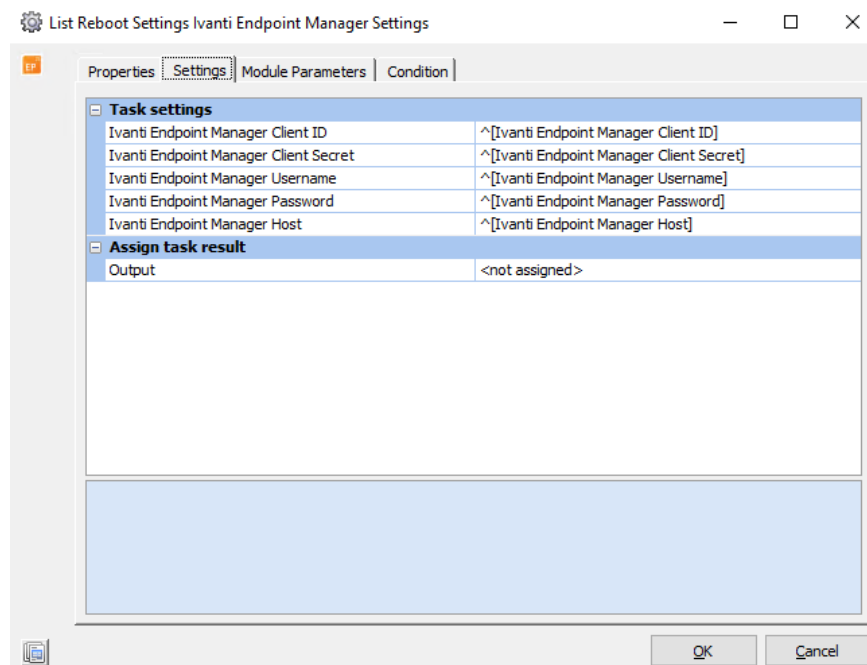 List Reboot Settings Ivanti Endpoint Manager Settings
EP
Properties Settings Module Parameters Condition
Task settings
Ivanti Endpoint Manager Client ID ^[Ivanti Endpoint Manager Client ID]
Ivanti Endpoint Manager Client Secret ^[Ivanti Endpoint Manager Client Secret]
Ivanti Endpoint Manager Username ^[Ivanti Endpoint Manager Username]
Ivanti Endpoint Manager Password ^[Ivanti Endpoint Manager Password]
Ivanti Endpoint Manager Host ^[Ivanti Endpoint Manager Host]
Assign task result
Output <not assigned>
OK Cancel